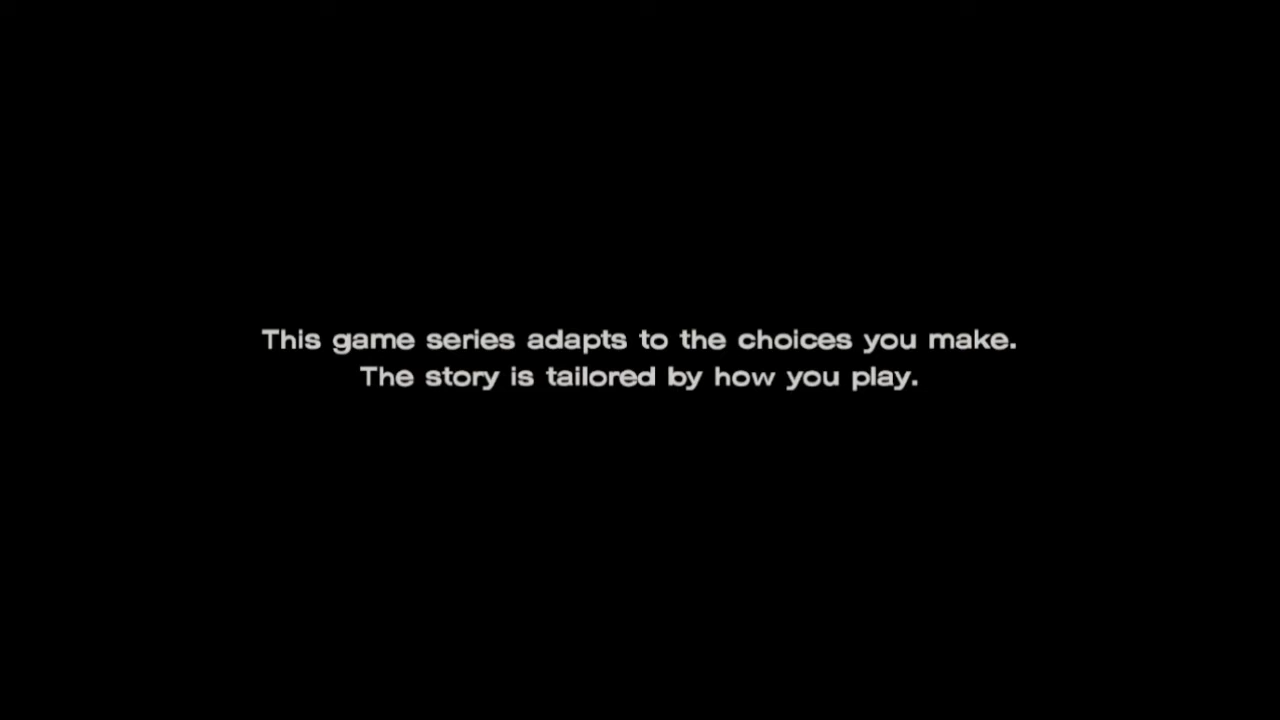 This game series adapts to the choices you make.
The story is tailored by how you play.